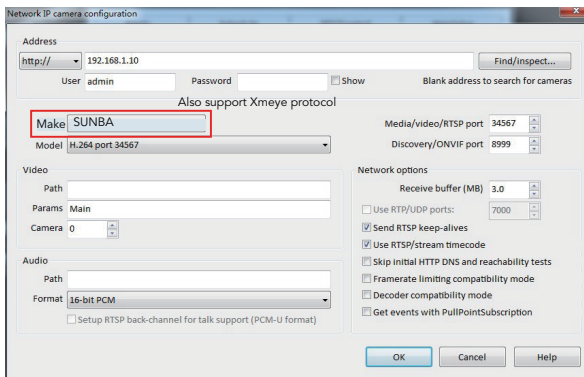 Network IP camera configuration
Address
http:// 192.168.1.10 Find/inspect...
User admin Password Show Blank address to search for cameras
Also support Xmeye protocol
Make SUNBA Media/video/RTSP port 34567
Model H.264 port 34567 Discovery/ONVIF port 8999
Video
Path
Params Main
Camera 0
Audio
Path
Format 16-bit PCM
Setup RTSP back-channel for talk support (PCM-U format)
Network options
Receive buffer (MB) 3.0
Use RTP/UDP ports: 7000
Send RTSP keep-alives
Use RTSP/stream timecode
Skip initial HTTP DNS and reachability tests
Framerate limiting compatibility mode
Decoder compatibility mode
Get events with PullPointSubscription
OK Cancel Help